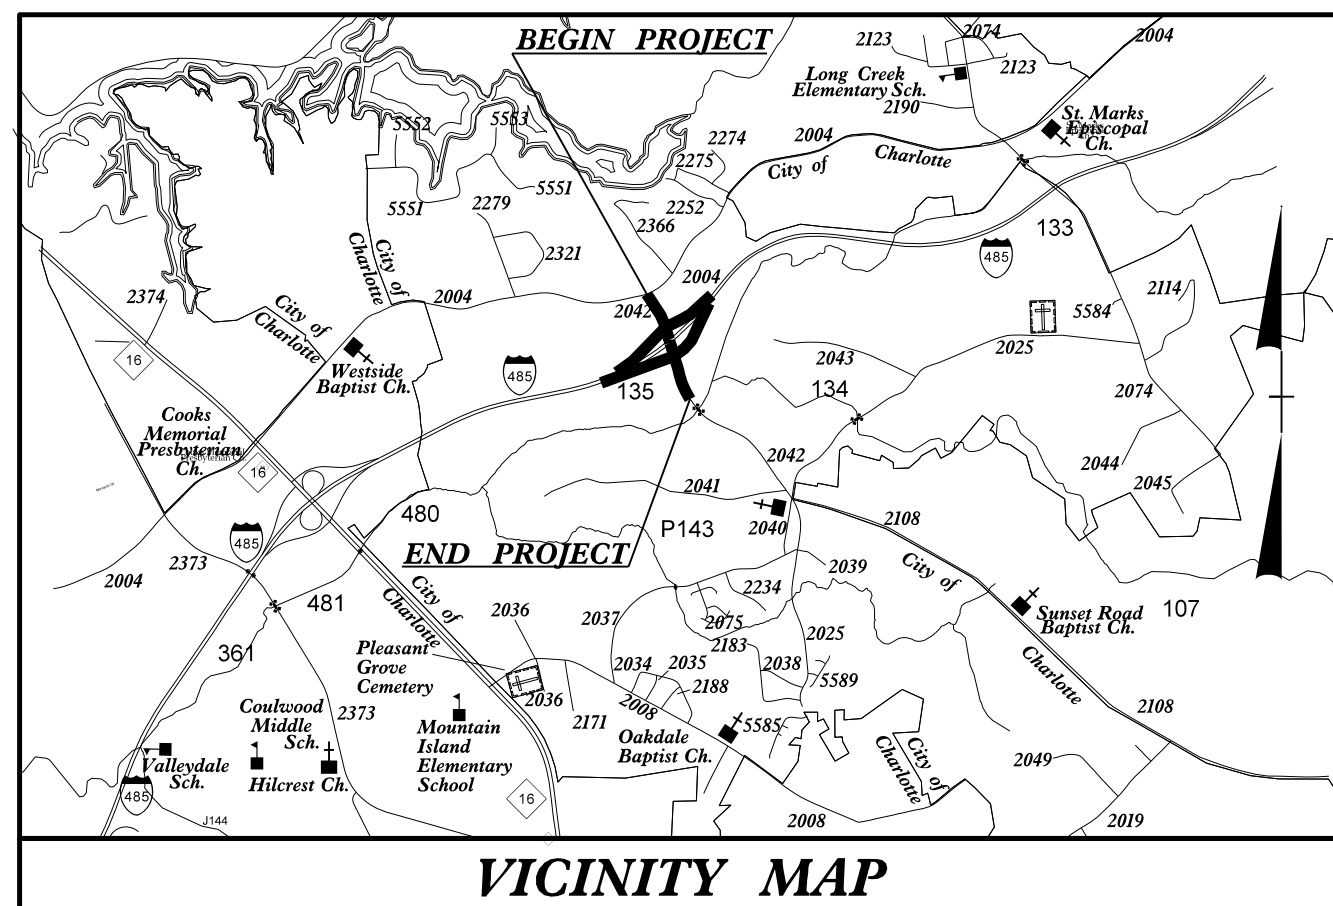 BEGIN PROJECT
2074
2004
2123
2123
Long Creek
Elementary Sch.
2190
St. Marks
Episcopal
Ch.
5552
5553
2274
2004
City of
Charlotte
2275
5551
5551
2279
2252
2366
133
2321
City of
Charlotte
485
2004
2374
2004
2114
City of
Charlotte
2042
5584
16
2025
2043
Westside
Baptist Ch.
485
135
134
2074
Cooks
Memorial
Presbyterian
Ch.
Presbyterian Ch.
16
2042
2044
2041
2045
480
P143
2040
2108
485
END PROJECT
2373
2004
2039
City of
2234
City of
Charlotte
481
2036
2037
2075
Sunset Road
Baptist Ch.
107
2025
361
Pleasant
Grove
Cemetery
2183
2034
2035
2038
5589
Charlotte
2188
2036
2008
Coulwood
Middle
Sch.
2373
2171
5585
2108
Mountain
Island
Elementary
School
Oakdale
Baptist Ch.
City of
Charlotte
2049
Valleydale
Sch.
Hilcrest Ch.
485
16
J144
2008
2019
VICINITY MAP